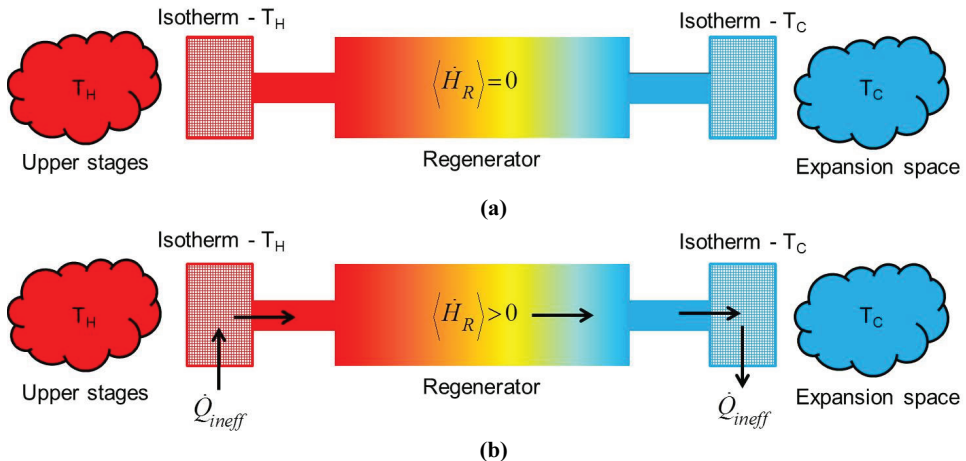 Isotherm - T_H
Isotherm - T_C
T_H
⟨Ḣ_R⟩=0
T_C
Upper stages
Regenerator
Expansion space
(a)
Isotherm - T_H
Isotherm - T_C
T_H
⟨Ḣ_R⟩>0
T_C
Upper stages
Regenerator
Expansion space
Q̇_ineff
Q̇_ineff
(b)